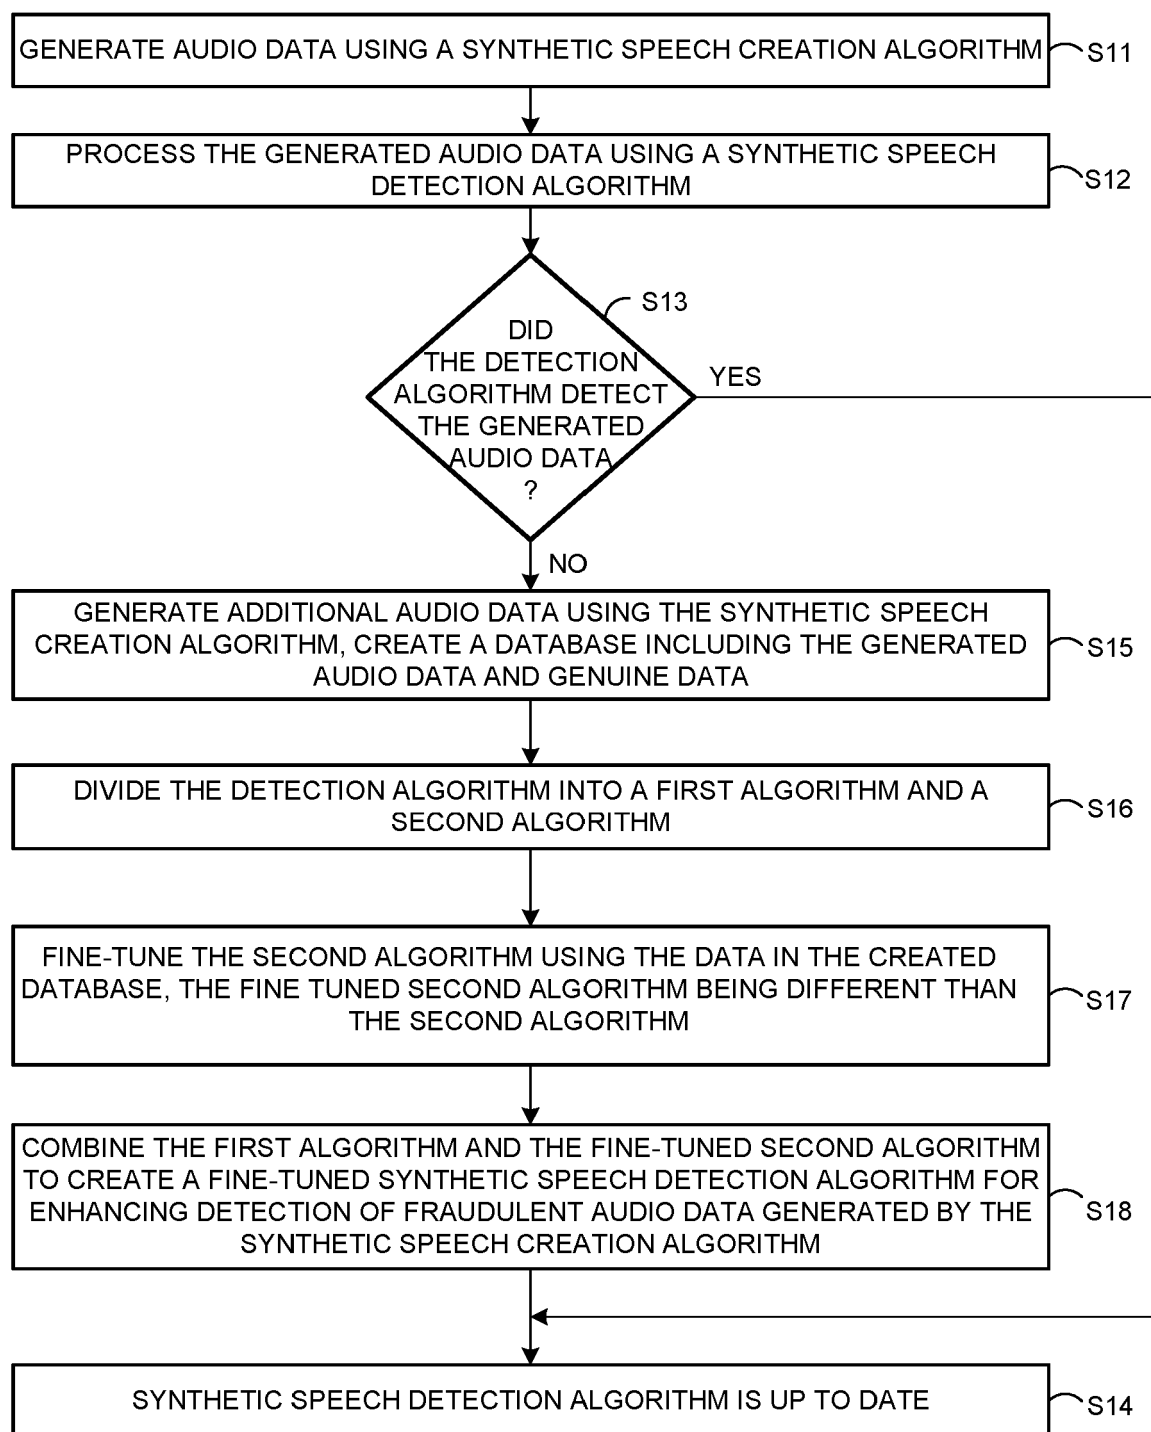 GENERATE AUDIO DATA USING A SYNTHETIC SPEECH CREATION ALGORITHM
S11
PROCESS THE GENERATED AUDIO DATA USING A SYNTHETIC SPEECH
DETECTION ALGORITHM
S12
S13
DID
THE DETECTION
ALGORITHM DETECT
THE GENERATED
AUDIO DATA
?
YES
NO
GENERATE ADDITIONAL AUDIO DATA USING THE SYNTHETIC SPEECH
CREATION ALGORITHM, CREATE A DATABASE INCLUDING THE GENERATED
AUDIO DATA AND GENUINE DATA
S15
DIVIDE THE DETECTION ALGORITHM INTO A FIRST ALGORITHM AND A
SECOND ALGORITHM
S16
FINE-TUNE THE SECOND ALGORITHM USING THE DATA IN THE CREATED
DATABASE, THE FINE TUNED SECOND ALGORITHM BEING DIFFERENT THAN
THE SECOND ALGORITHM
S17
COMBINE THE FIRST ALGORITHM AND THE FINE-TUNED SECOND ALGORITHM
TO CREATE A FINE-TUNED SYNTHETIC SPEECH DETECTION ALGORITHM FOR
ENHANCING DETECTION OF FRAUDULENT AUDIO DATA GENERATED BY THE
SYNTHETIC SPEECH CREATION ALGORITHM
S18
SYNTHETIC SPEECH DETECTION ALGORITHM IS UP TO DATE
S14